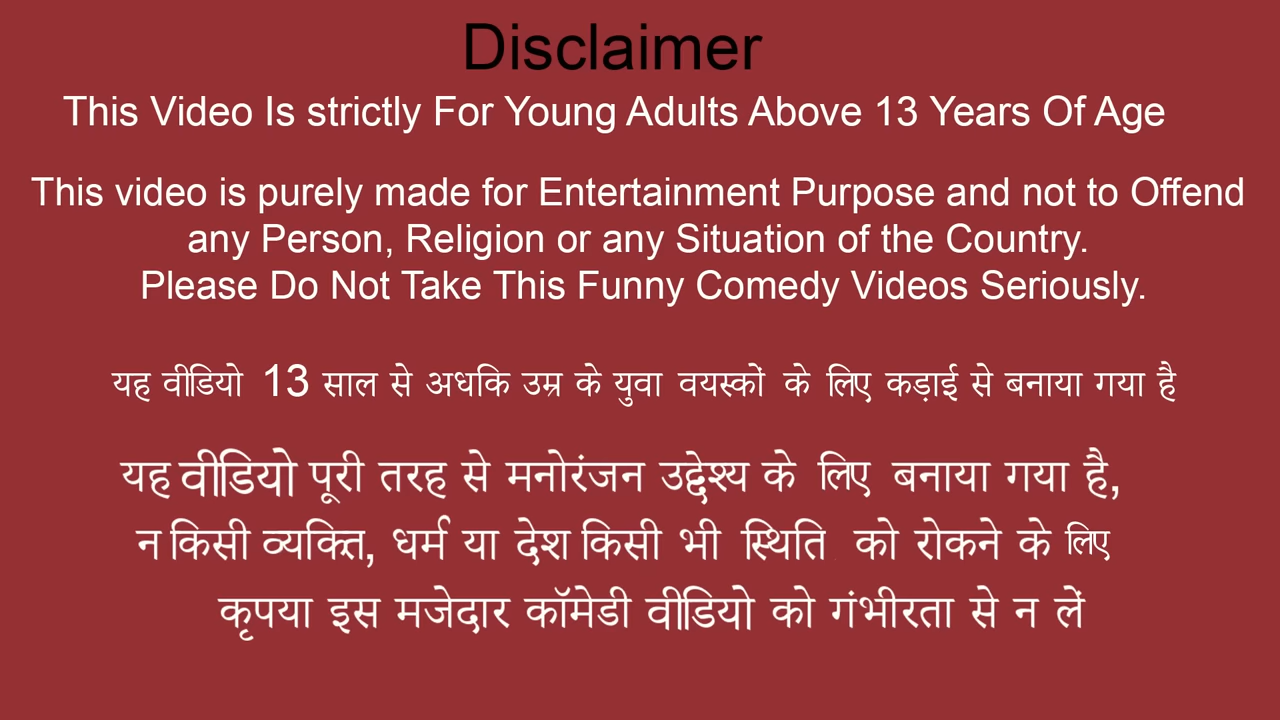 Disclaimer
This Video Is strictly For Young Adults Above 13 Years Of Age
This video is purely made for Entertainment Purpose and not to Offend
any Person, Religion or any Situation of the Country.
Please Do Not Take This Funny Comedy Videos Seriously.
यह वीडियो 13 साल से अधकि उम्र के युवा वयस्कों के लिए कड़ाई से बनाया गया है
यह वीडियो पूरी तरह से मनोरंजन उद्देश्य के लिए बनाया गया है,
न किसी व्यक्ति, धर्म या देश किसी भी स्थिति को रोकने के लिए
कृपया इस मजेदार कॉमेडी वीडियो को गंभीरता से न लें